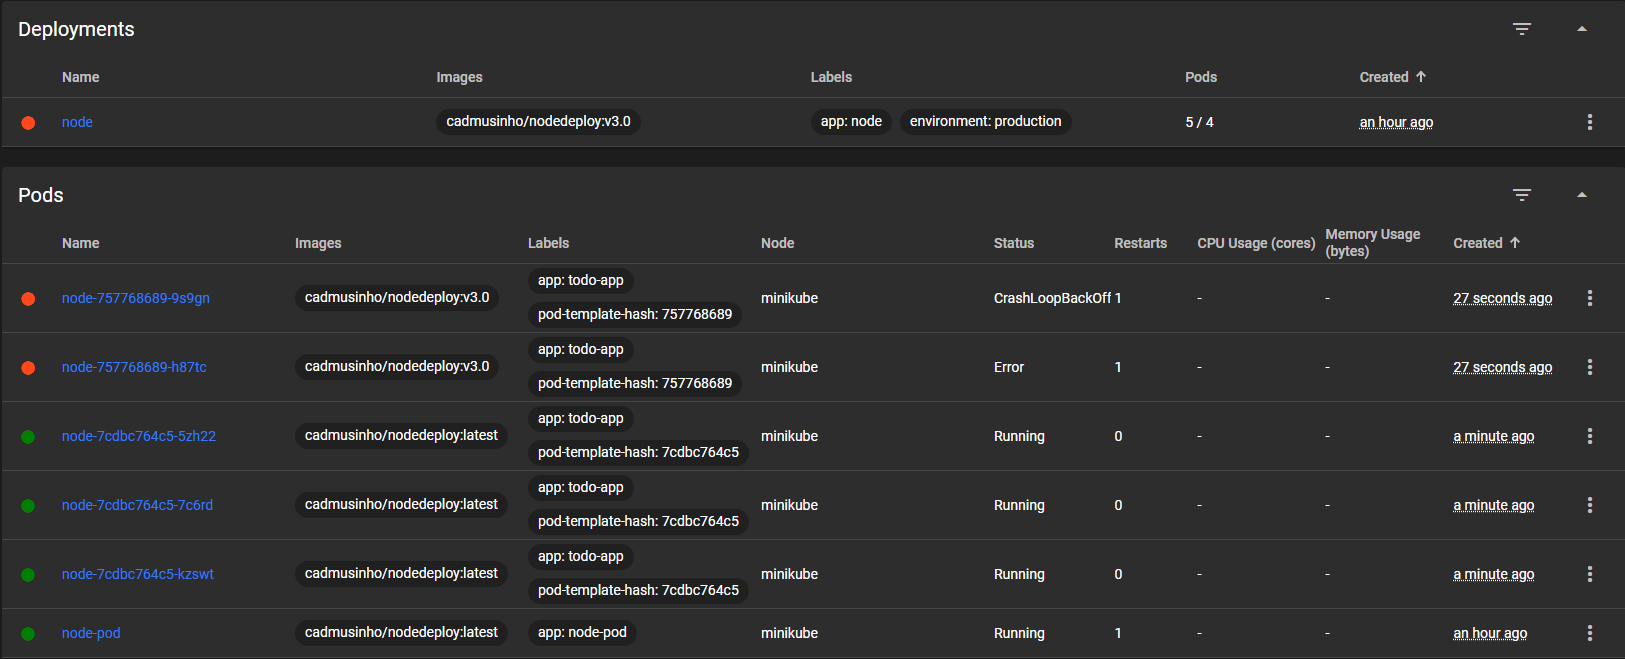 Deployments
Name Images Labels Pods Created
node cadmusinho/nodedeploy:v3.0 app: node environment: production 5 / 4 an hour ago
Pods
Name Images Labels Node Status Restarts CPU Usage (cores) Memory Usage (bytes) Created
node-757768689-9s9gn cadmusinho/nodedeploy:v3.0 app: todo-app pod-template-hash: 757768689 minikube CrashLoopBackOff 1 - - 27 seconds ago
node-757768689-h87tc cadmusinho/nodedeploy:v3.0 app: todo-app pod-template-hash: 757768689 minikube Error 1 - - 27 seconds ago
node-7cdbc764c5-5zh22 cadmusinho/nodedeploy:latest app: todo-app pod-template-hash: 7cdbc764c5 minikube Running 0 - - a minute ago
node-7cdbc764c5-7c6rd cadmusinho/nodedeploy:latest app: todo-app pod-template-hash: 7cdbc764c5 minikube Running 0 - - a minute ago
node-7cdbc764c5-kzswt cadmusinho/nodedeploy:latest app: todo-app pod-template-hash: 7cdbc764c5 minikube Running 0 - - a minute ago
node-pod cadmusinho/nodedeploy:latest app: node-pod minikube Running 1 - - an hour ago